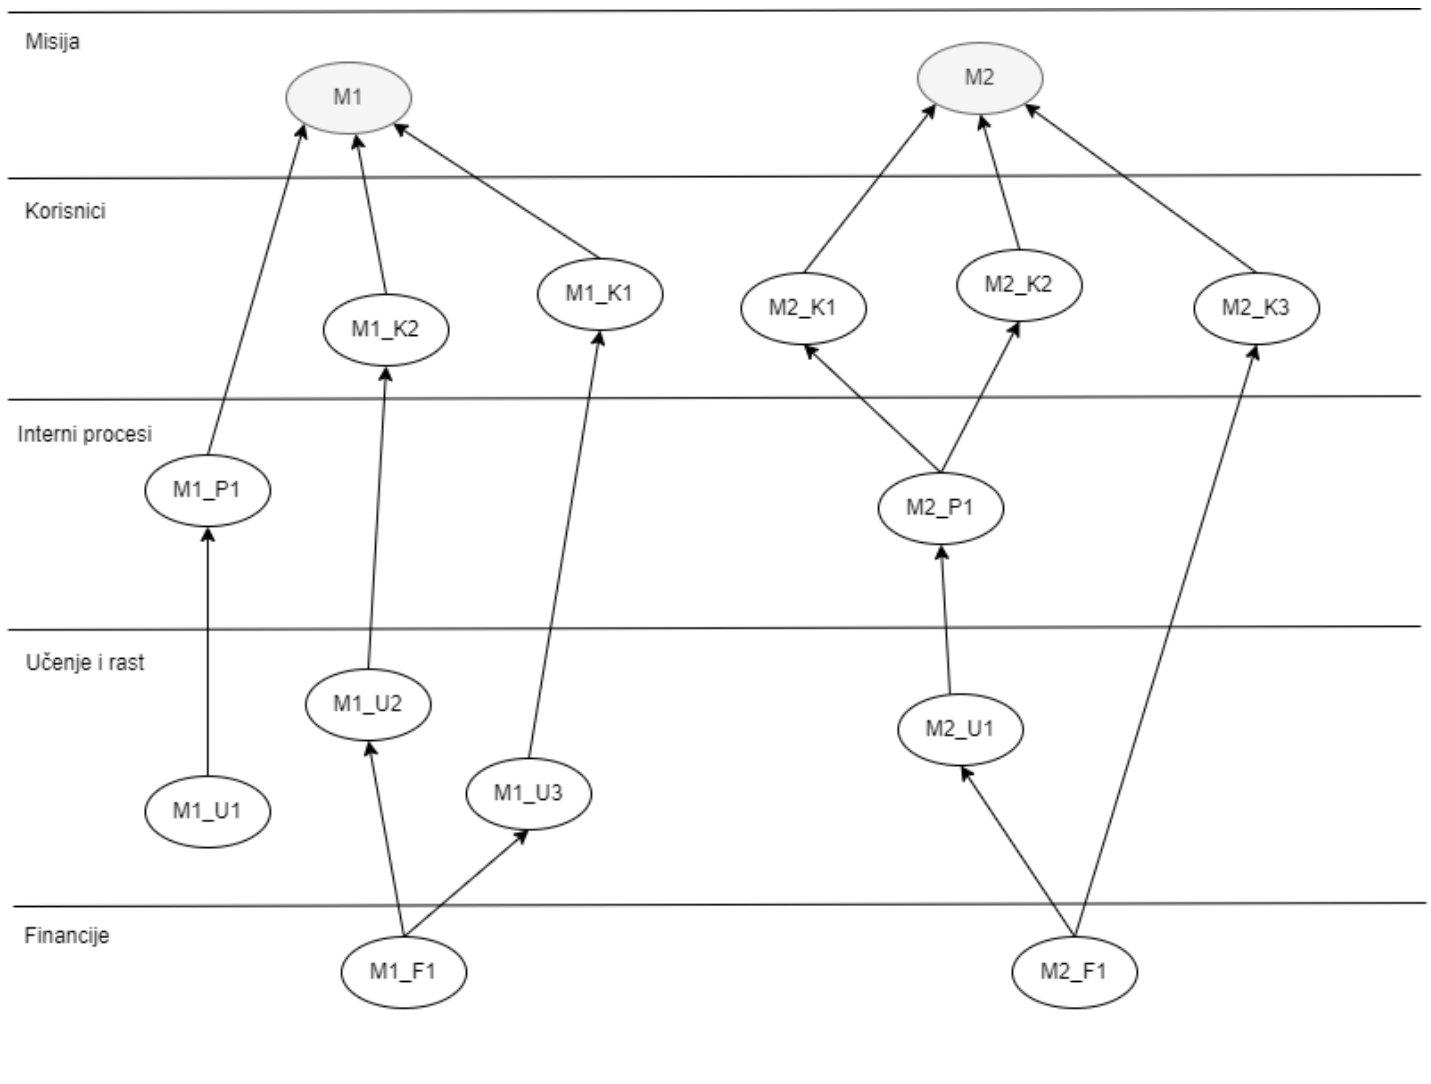 Misija
M1
M2
Korisnici
M1_K2
M1_K1
M2_K1
M2_K2
M2_K3
Interni procesi
M1_P1
M2_P1
Učenje i rast
M1_U1
M1_U2
M1_U3
M2_U1
Financije
M1_F1
M2_F1